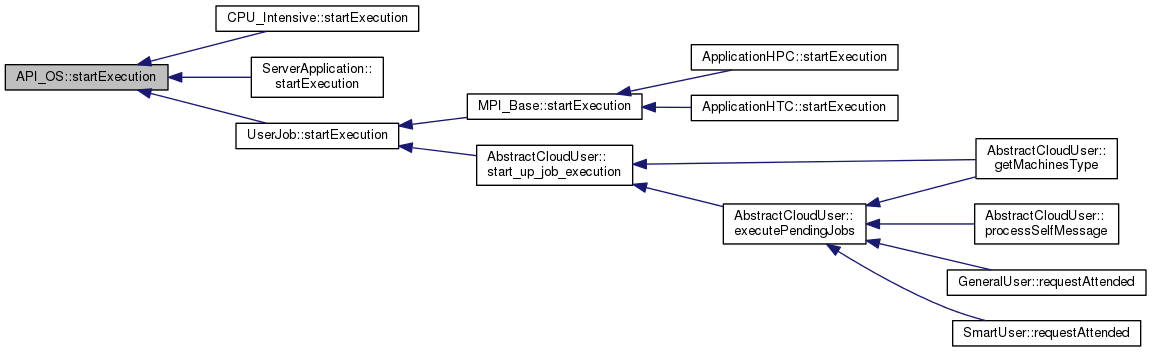 CPU_Intensive::startExecution
API_OS::startExecution
ServerApplication::
startExecution
UserJob::startExecution
MPI_Base::startExecution
ApplicationHPC::startExecution
ApplicationHTC::startExecution
AbstractCloudUser::
start_up_job_execution
AbstractCloudUser::
getMachinesType
AbstractCloudUser::
executePendingJobs
AbstractCloudUser::
processSelfMessage
GeneralUser::requestAttended
SmartUser::requestAttended